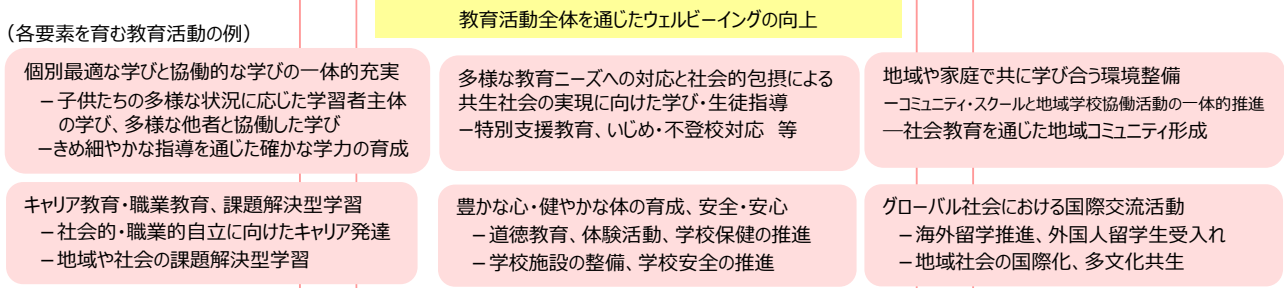 教育活動全体を通じたウェルビーイングの向上
（各要素を育む教育活動の例）
個別最適な学びと協働的な学びの一体的充実
－子供たちの多様な状況に応じた学習者主体
の学び、多様な他者と協働した学び
－きめ細やかな指導を通じた確かな学力の育成
多様な教育ニーズへの対応と社会的包摂による
共生社会の実現に向けた学び・生徒指導
－特別支援教育、いじめ・不登校対応　等
地域や家庭で共に学び合う環境整備
－コミュニティ・スクールと地域学校協働活動の一体的推進
―社会教育を通じた地域コミュニティ形成
キャリア教育・職業教育、課題解決型学習
－社会的・職業的自立に向けたキャリア発達
－地域や社会の課題解決型学習
豊かな心・健やかな体の育成、安全・安心
－道徳教育、体験活動、学校保健の推進
－学校施設の整備、学校安全の推進
グローバル社会における国際交流活動
－海外留学推進、外国人留学生受入れ
－地域社会の国際化、多文化共生